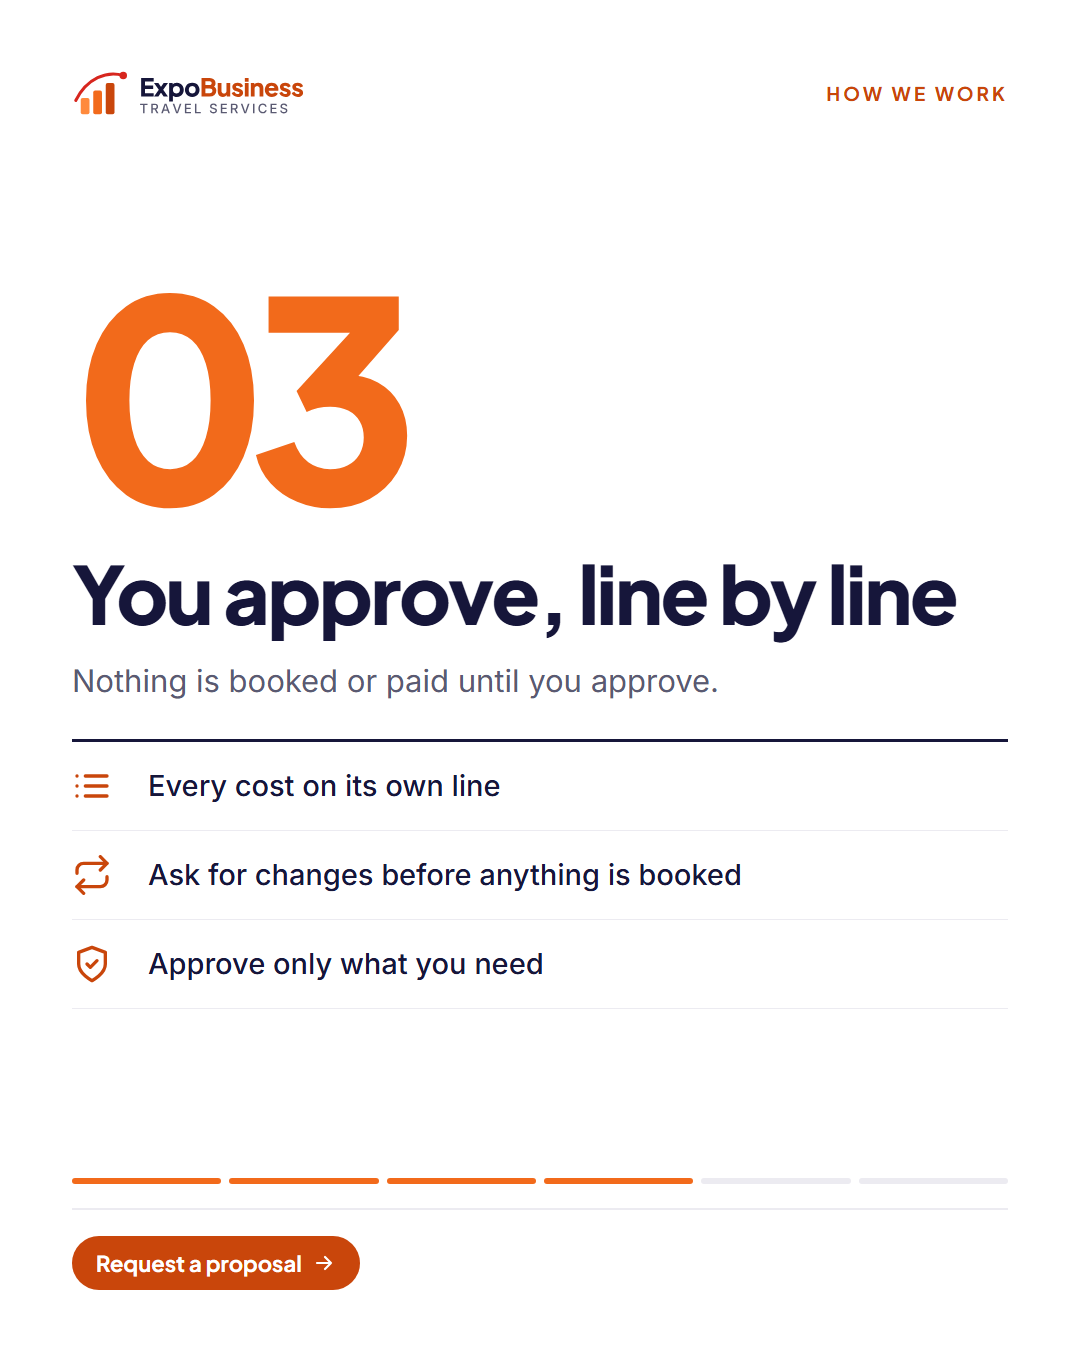 ExpoBusiness
TRAVEL SERVICES
HOW WE WORK
03
You approve, line by line
Nothing is booked or paid until you approve.
Every cost on its own line
Ask for changes before anything is booked
Approve only what you need
Request a proposal →